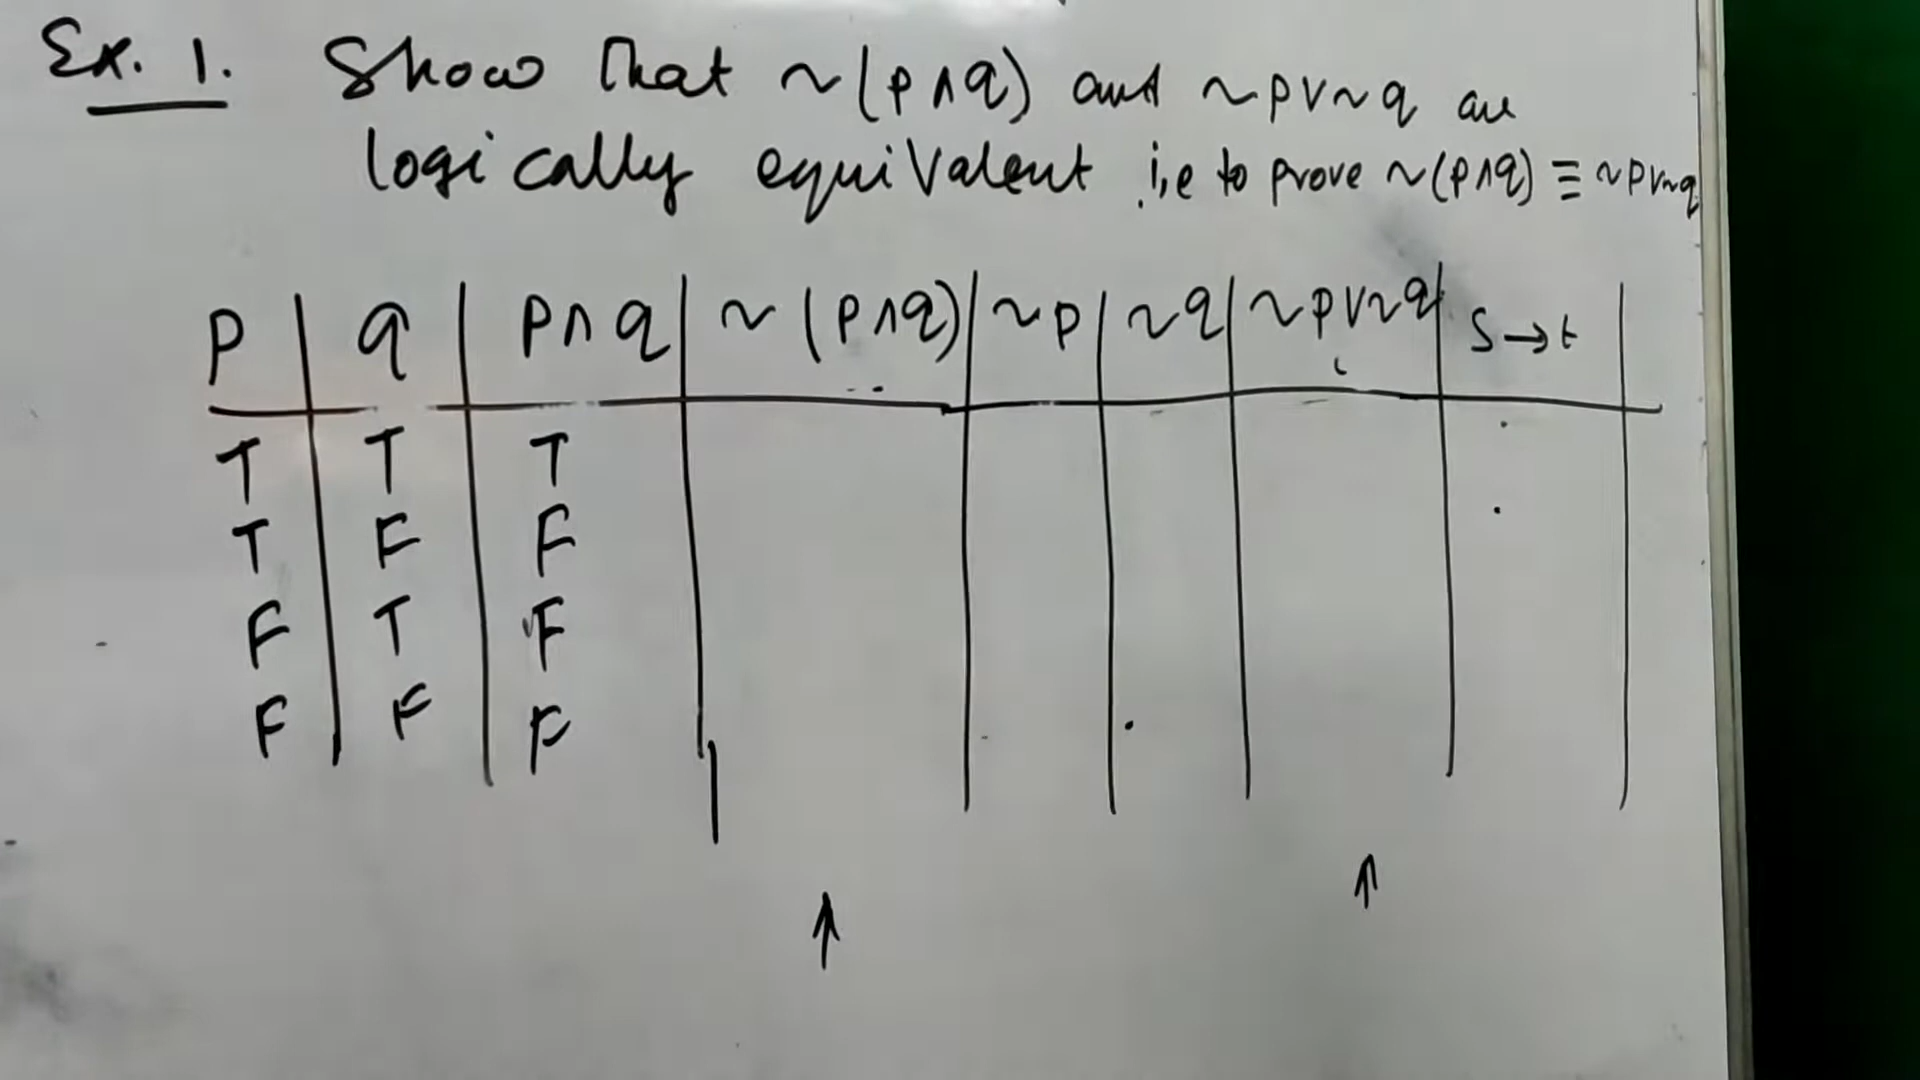 Ex. 1. Show that ~(p∧q) and ~p∨~q are
logically equivalent i,e to prove ~(p∧q) ≡ ~p∨~q
p q p∧q ~(p∧q) ~p ~q ~p∨~q S→t
T T T
T F F
F T F
F F F